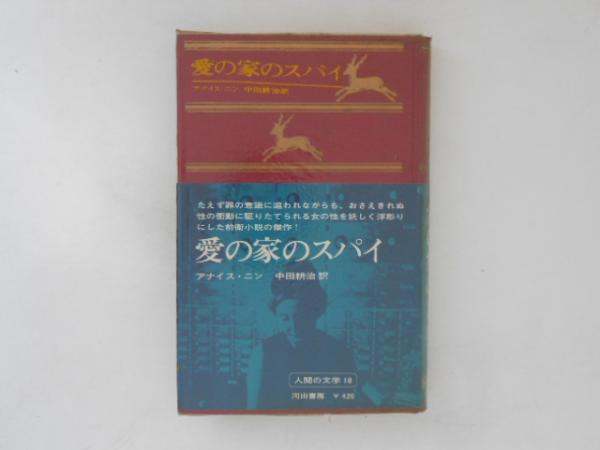 愛の家のスパイ
アナイス・ニン 中田耕治訳
たえず罪の意識に追われながらも、おさえきれぬ
性の衝動に駆りたてられる女の性を妖しく浮彫り
にした前衛小説の傑作！
愛の家のスパイ
アナイス・ニン 中田耕治 訳
人間の文学 18
河出書房 ￥420